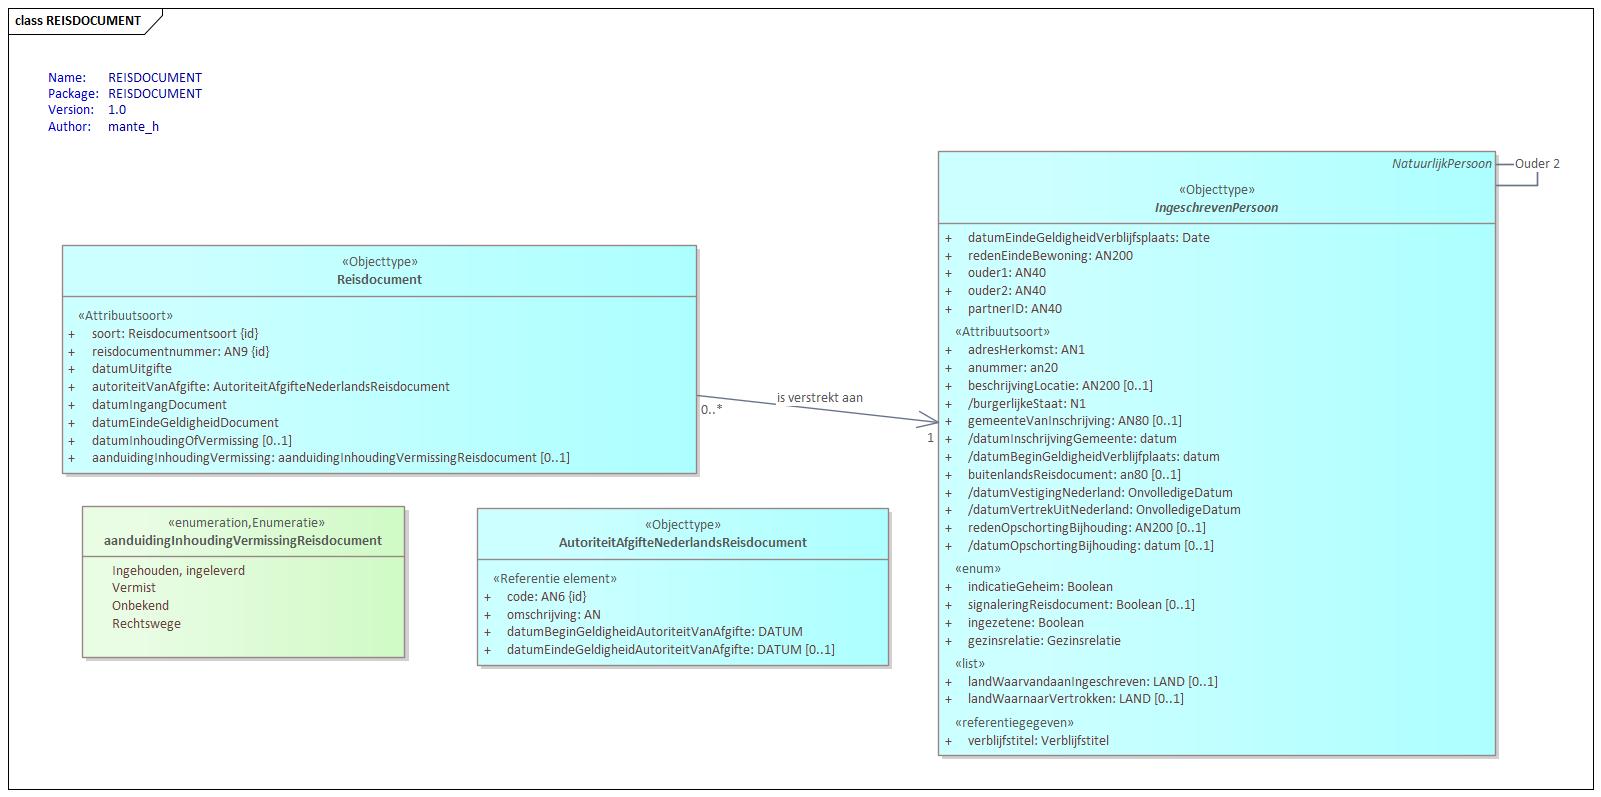 class REISDOCUMENT
Name: REISDOCUMENT
Package: REISDOCUMENT
Version: 1.0
Author: mante_h
«Objecttype»
Reisdocument
«Attribuutsoort»
+ soort: Reisdocumentsoort {id}
+ reisdocumentnummer: AN9 {id}
+ datumUitgifte
+ autoriteitVanAfgifte: AutoriteitAfgifteNederlandsReisdocument
+ datumIngangDocument
+ datumEindeGeldigheidDocument
+ datumInhoudingOfVermissing [0..1]
+ aanduidingInhoudingVermissing: aanduidingInhoudingVermissingReisdocument [0..1]
0..*
is verstrekt aan
1
NatuurlijkPersoon
Ouder 2
«Objecttype»
IngeschrevenPersoon
+ datumEindeGeldigheidVerblijfsplaats: Date
+ redenEindeBewoning: AN200
+ ouder1: AN40
+ ouder2: AN40
+ partnerID: AN40
«Attribuutsoort»
+ adresHerkomst: AN1
+ anummer: an20
+ beschrijvingLocatie: AN200 [0..1]
+ /burgerlijkeStaat: N1
+ gemeenteVanInschrijving: AN80 [0..1]
+ /datumInschrijvingGemeente: datum
+ /datumBeginGeldigheidVerblijfplaats: datum
+ buitenlandsReisdocument: an80 [0..1]
+ /datumVestigingNederland: OnvolledigeDatum
+ /datumVertrekUitNederland: OnvolledigeDatum
+ redenOpschortingBijhouding: AN200 [0..1]
+ /datumOpschortingBijhouding: datum [0..1]
«enum»
+ indicatieGeheim: Boolean
+ signaleringReisdocument: Boolean [0..1]
+ ingezetene: Boolean
+ gezinsrelatie: Gezinsrelatie
«list»
+ landWaarvandaanIngeschreven: LAND [0..1]
+ landWaarnaarVertrokken: LAND [0..1]
«referentiegegeven»
+ verblijfstitel: Verblijfstitel
«enumeration,Enumeratie»
aanduidingInhoudingVermissingReisdocument
Ingehouden, ingeleverd
Vermist
Onbekend
Rechtswege
«Objecttype»
AutoriteitAfgifteNederlandsReisdocument
«Referentie element»
+ code: AN6 {id}
+ omschrijving: AN
+ datumBeginGeldigheidAutoriteitVanAfgifte: DATUM
+ datumEindeGeldigheidAutoriteitVanAfgifte: DATUM [0..1]